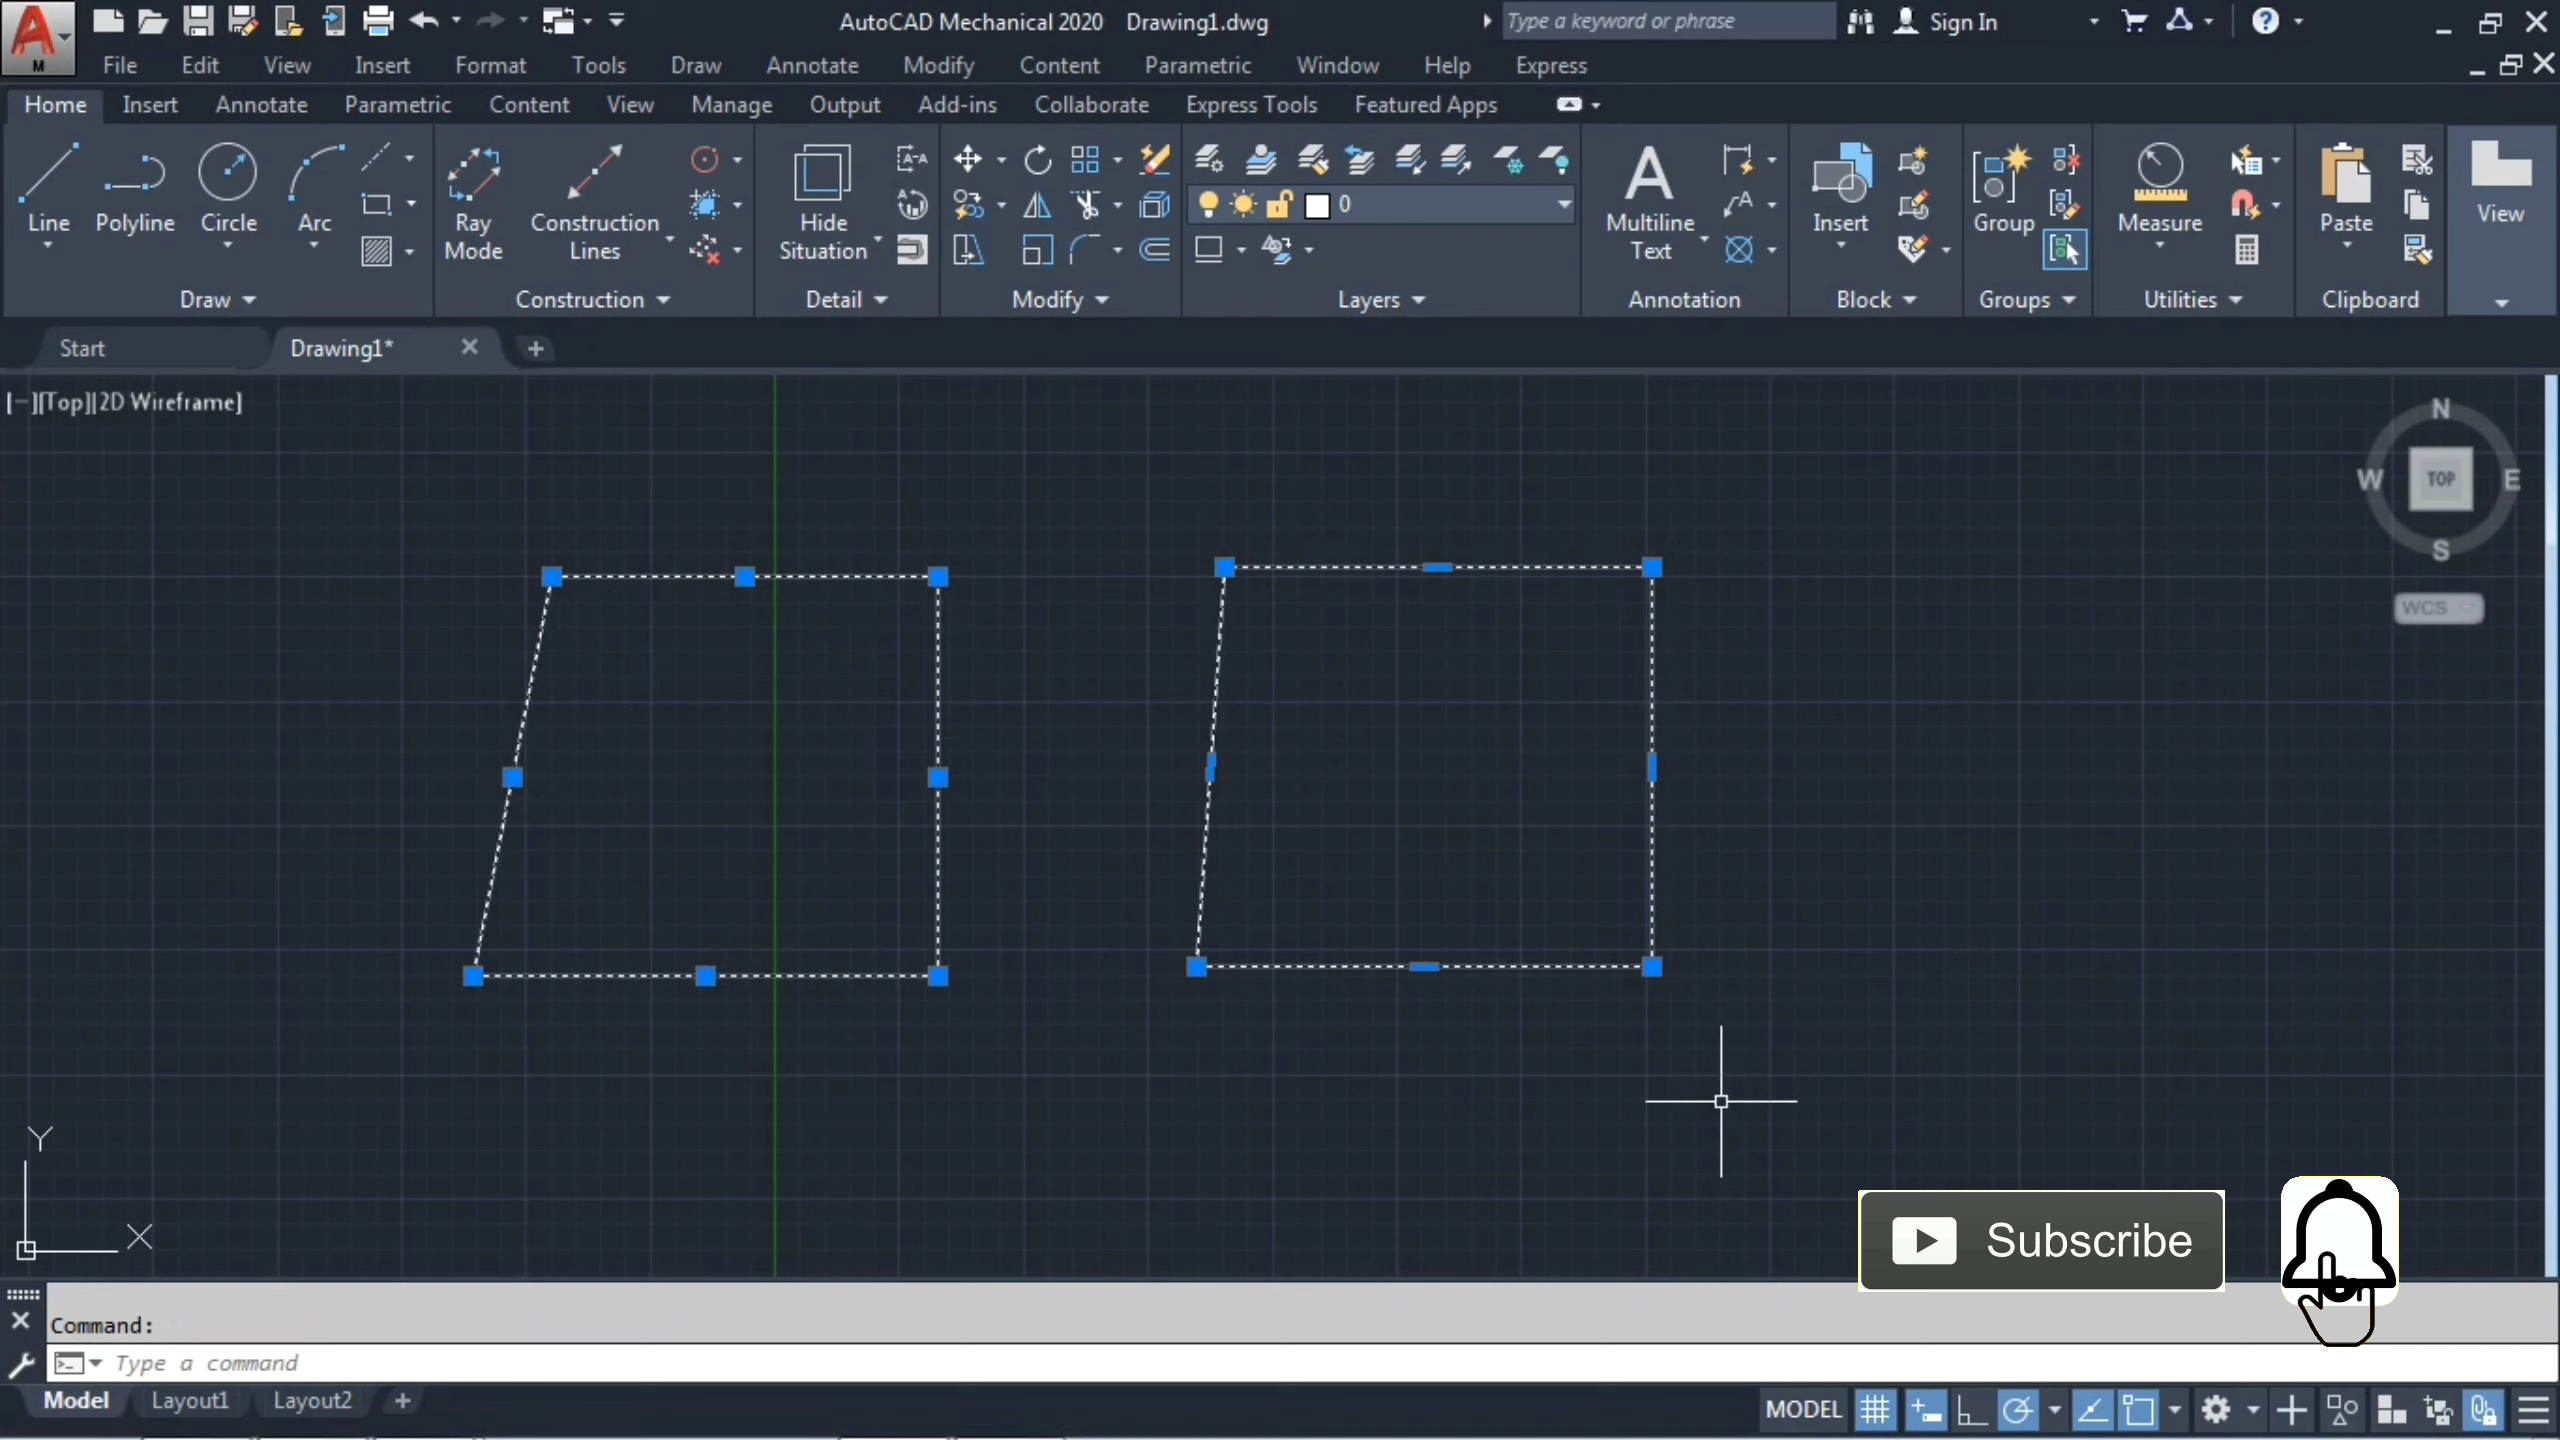 M
AutoCAD Mechanical 2020 Drawing1.dwg
Type a keyword or phrase
Sign In
File Edit View Insert Format Tools Draw Annotate Modify Content Parametric Window Help Express
Home Insert Annotate Parametric Content View Manage Output Add-ins Collaborate Express Tools Featured Apps
Line Polyline Circle Arc
Ray Mode
Construction Lines
Hide Situation
0
Multiline Text
Insert
Group
Measure
Paste
View
Draw Construction Detail Modify Layers Annotation Block Groups Utilities Clipboard
Start Drawing1* +
[−][Top][2D Wireframe]
N
W TOP E
S
WCS
Y
X
Subscribe
Command:
Type a command
Model Layout1 Layout2 +
MODEL